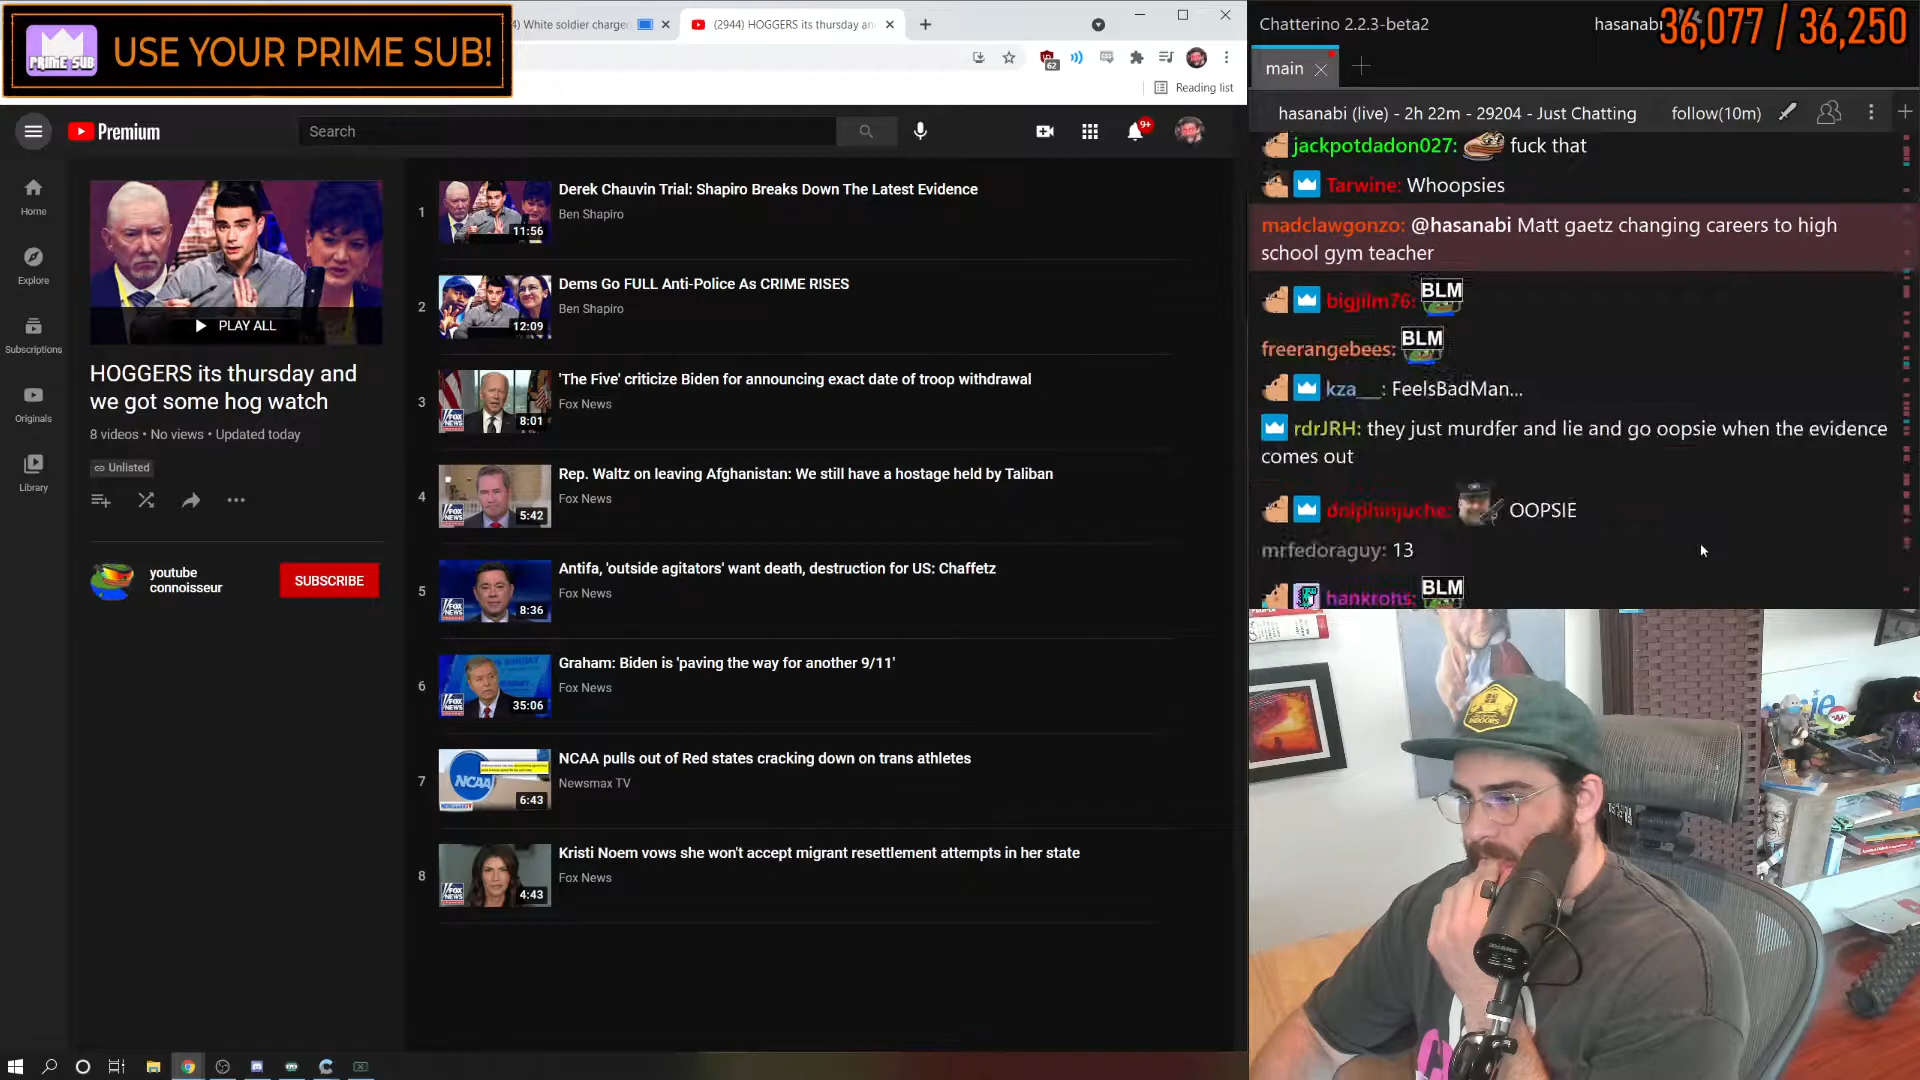 USE YOUR PRIME SUB!
PRIME SUB
White soldier charged
(2944) HOGGERS its thursday an
62
Reading list
Premium
Search
9+
Home
Explore
Subscriptions
Originals
Library
PLAY ALL
HOGGERS its thursday and
we got some hog watch
8 videos • No views • Updated today
Unlisted
youtube
connoisseur
SUBSCRIBE
1
11:56
Derek Chauvin Trial: Shapiro Breaks Down The Latest Evidence
Ben Shapiro
2
12:09
Dems Go FULL Anti-Police As CRIME RISES
Ben Shapiro
3
8:01
'The Five' criticize Biden for announcing exact date of troop withdrawal
Fox News
4
5:42
Rep. Waltz on leaving Afghanistan: We still have a hostage held by Taliban
Fox News
5
8:36
Antifa, 'outside agitators' want death, destruction for US: Chaffetz
Fox News
6
35:06
Graham: Biden is 'paving the way for another 9/11'
Fox News
7
NCAA
6:43
NCAA pulls out of Red states cracking down on trans athletes
Newsmax TV
8
4:43
Kristi Noem vows she won't accept migrant resettlement attempts in her state
Fox News
Chatterino 2.2.3-beta2
hasanabi
36,077 / 36,250
main
hasanabi (live) - 2h 22m - 29204 - Just Chatting
follow(10m)
jackpotdadon027: fuck that
Tarwine: Whoopsies
madclawgonzo: @hasanabi Matt gaetz changing careers to high
school gym teacher
bigjilm76: BLM
freerangebees: BLM
kza___: FeelsBadMan...
rdrJRH: they just murdfer and lie and go oopsie when the evidence
comes out
dniphinjuche: OOPSIE
mrfedoraguy: 13
hankrohs: BLM